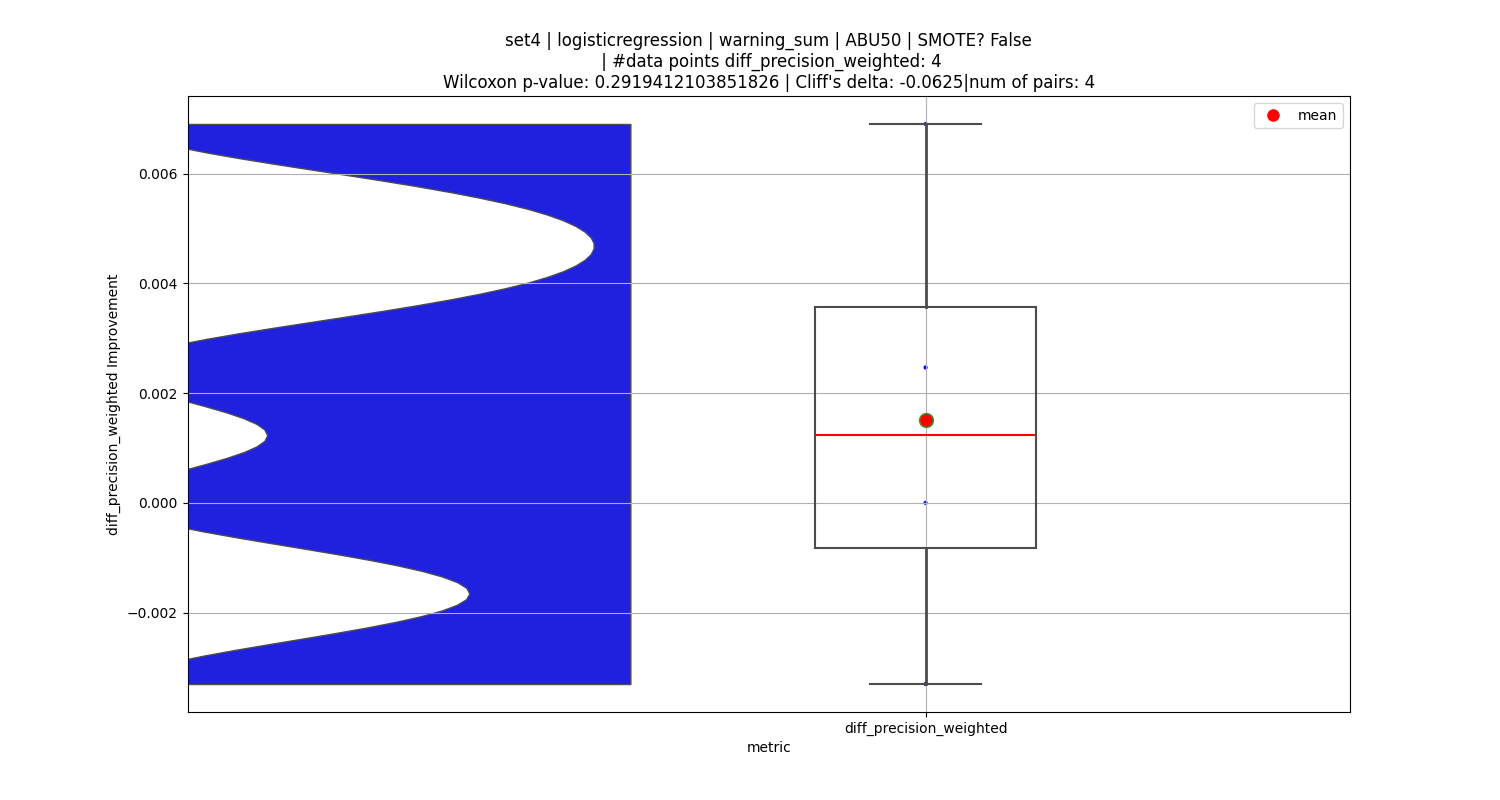 set4 | logisticregression | warning_sum | ABU50 | SMOTE? False
| #data points diff_precision_weighted: 4
Wilcoxon p-value: 0.2919412103851826 | Cliff's delta: -0.0625|num of pairs: 4
mean
0.006
0.004
0.002
0.000
−0.002
diff_precision_weighted Improvement
diff_precision_weighted
metric